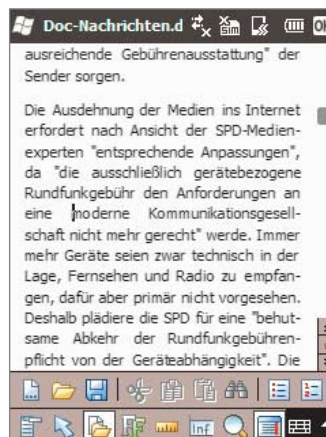 Doc-Nachrichten.d
SIM
ausreichende Gebührenausstattung" der
Sender sorgen.
Die Ausdehnung der Medien ins Internet
erfordert nach Ansicht der SPD-Medien-
experten "entsprechende Anpassungen",
da "die ausschließlich gerätebezogene
Rundfunkgebühr den Anforderungen an
eine moderne Kommunikationsgesell-
schaft nicht mehr gerecht" werde. Immer
mehr Geräte seien zwar technisch in der
Lage, Fernsehen und Radio zu empfan-
gen, dafür aber primär nicht vorgesehen.
Deshalb plädiere die SPD für eine "behut-
same Abkehr der Rundfunkgebühren-
pflicht von der Geräteabhängigkeit". Die
Inf